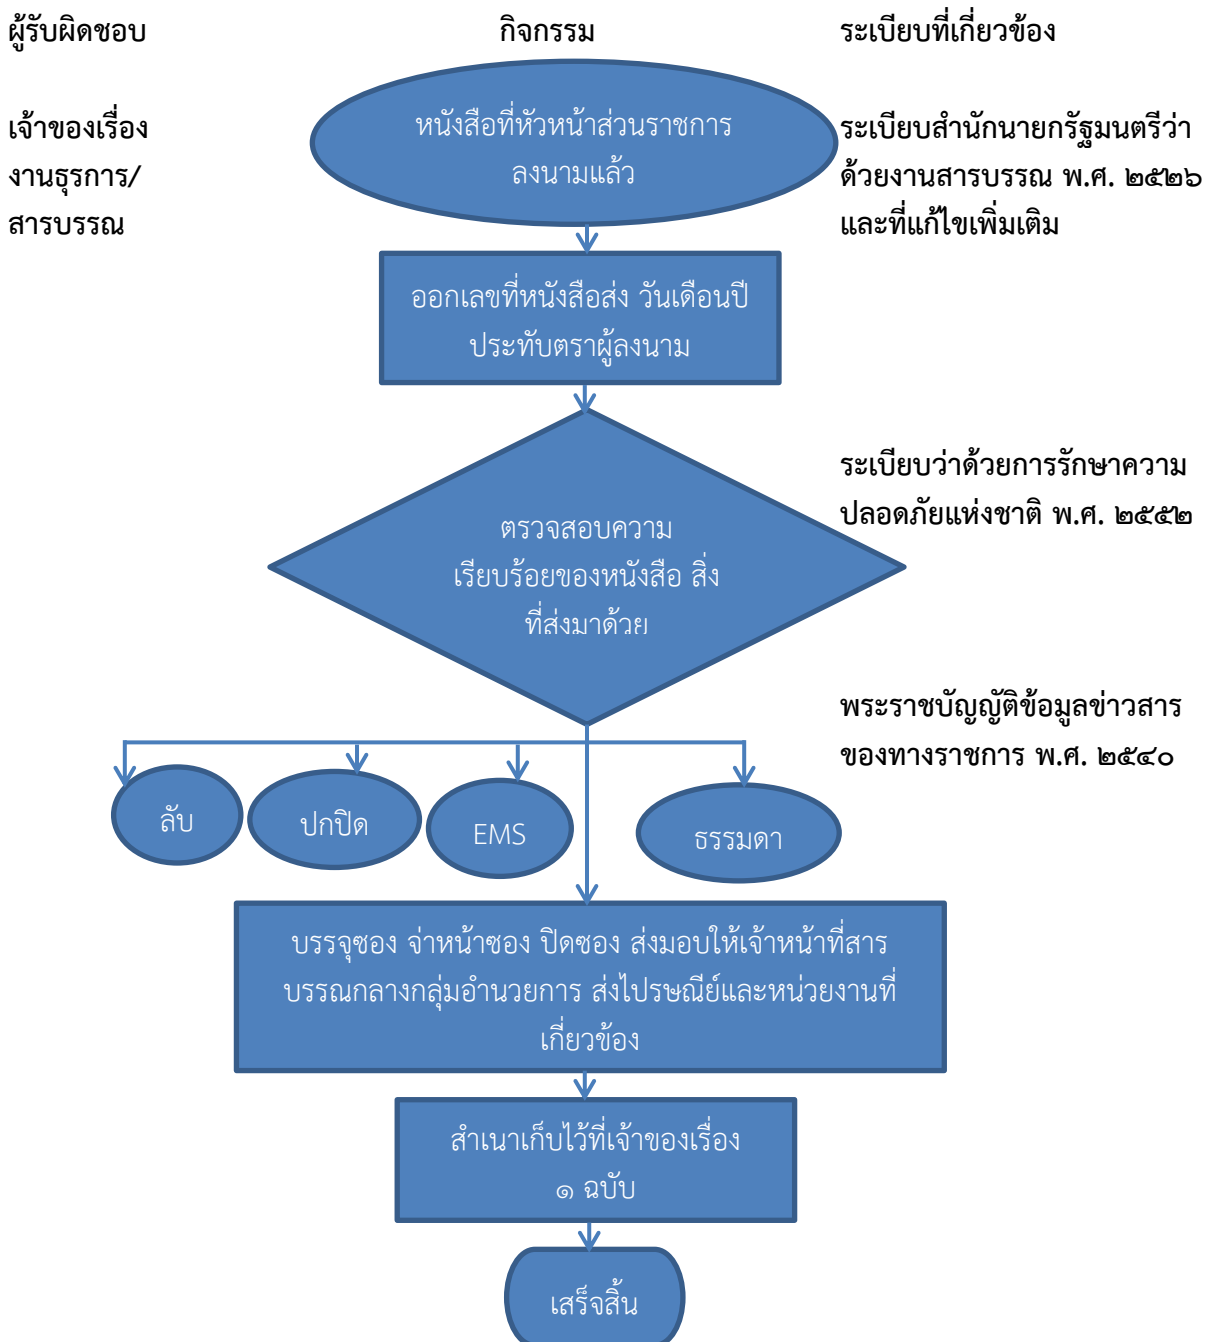 ผู้รับผิดชอบ
กิจกรรม
ระเบียบที่เกี่ยวข้อง
เจ้าของเรื่อง
งานธุรการ/
สารบรรณ
หนังสือที่หัวหน้าส่วนราชการ
ลงนามแล้ว
ระเบียบสำนักนายกรัฐมนตรีว่า
ด้วยงานสารบรรณ พ.ศ. ๒๕๒๖
และที่แก้ไขเพิ่มเติม
ออกเลขที่หนังสือส่ง วันเดือนปี
ประทับตราผู้ลงนาม
ระเบียบว่าด้วยการรักษาความ
ปลอดภัยแห่งชาติ พ.ศ. ๒๕๕๒
ตรวจสอบความ
เรียบร้อยของหนังสือ สิ่ง
ที่ส่งมาด้วย
พระราชบัญญัติข้อมูลข่าวสาร
ของทางราชการ พ.ศ. ๒๕๔๐
ลับ
ปกปิด
EMS
ธรรมดา
บรรจุซอง จ่าหน้าซอง ปิดซอง ส่งมอบให้เจ้าหน้าที่สาร
บรรณกลางกลุ่มอำนวยการ ส่งไปรษณีย์และหน่วยงานที่
เกี่ยวข้อง
สำเนาเก็บไว้ที่เจ้าของเรื่อง
๑ ฉบับ
เสร็จสิ้น